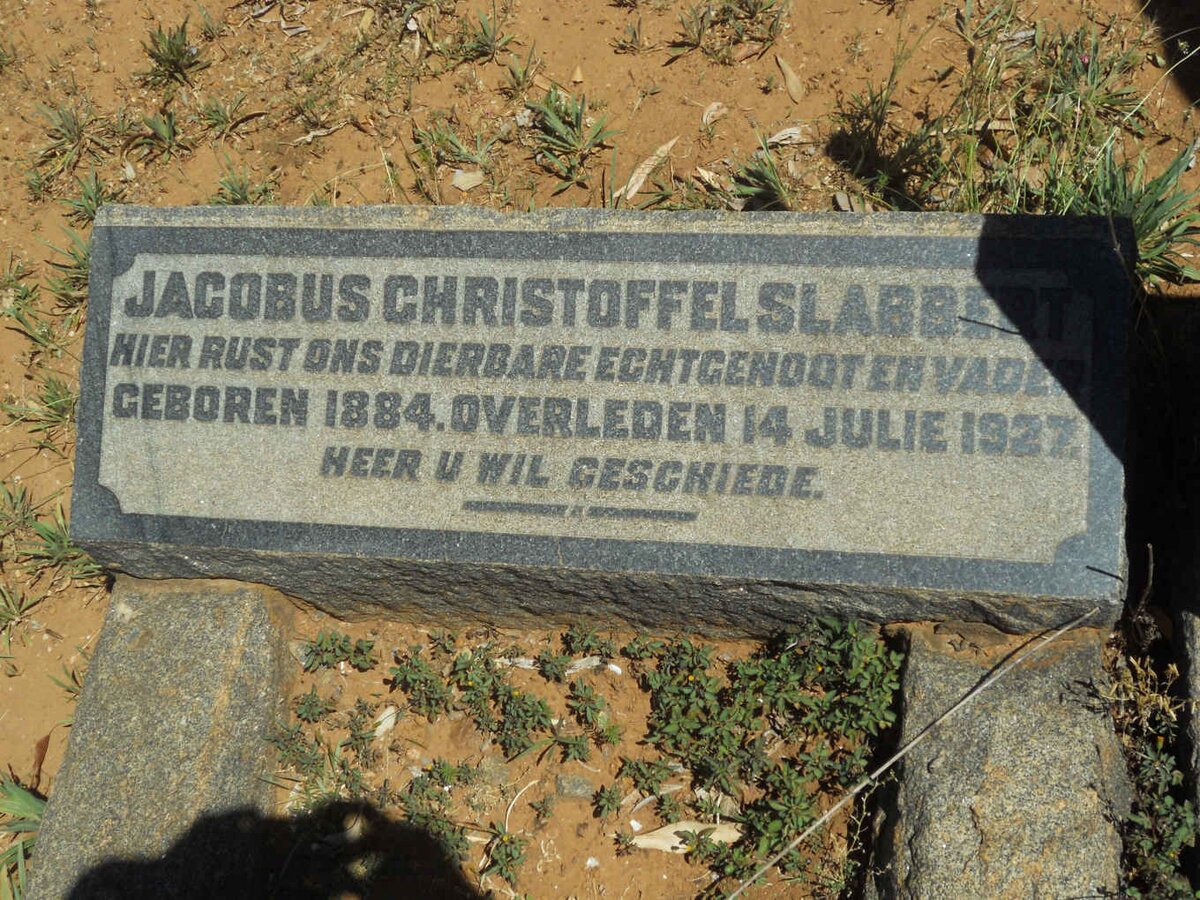 JACOBUS CHRISTOFFEL SLABBERT
HIER RUST ONS DIERBARE ECHTGENOOT EN VADER
GEBOREN 1884. OVERLEDEN 14 JULIE 1927.
HEER U WIL GESCHIEDE.